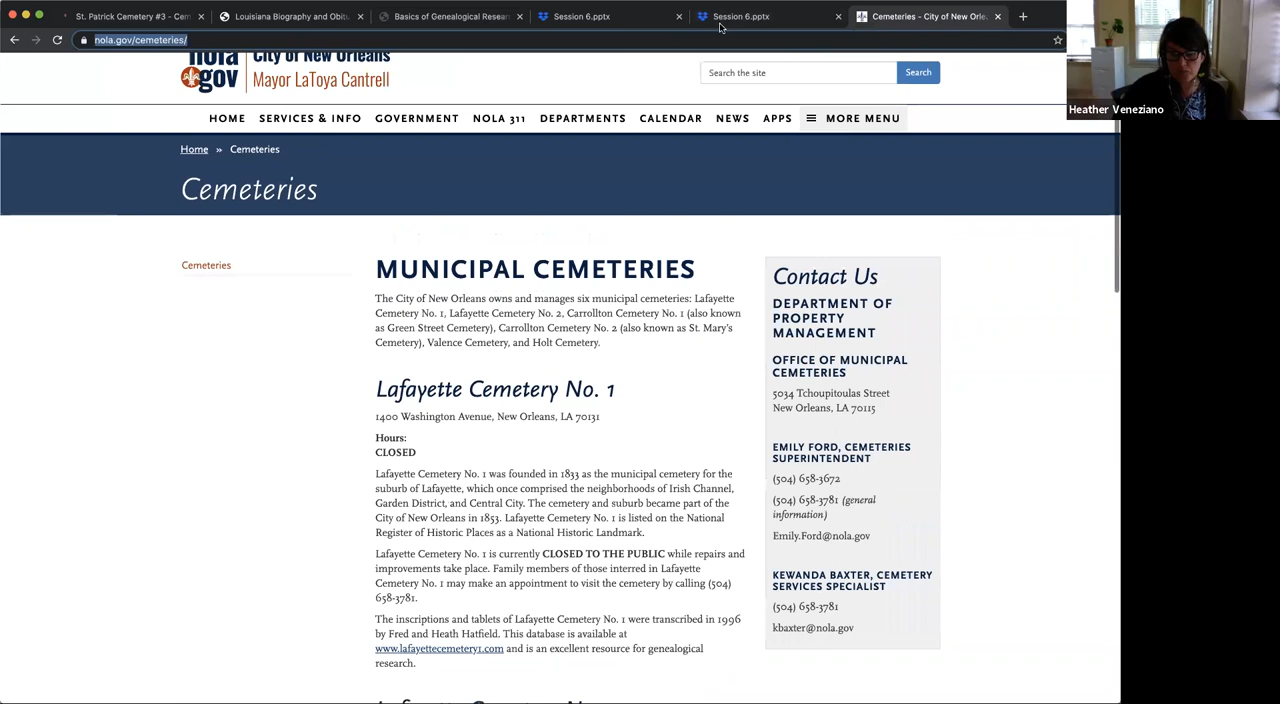 St. Patrick Cemetery #3 - Cem
Louisiana Biography and Obitu
Basics of Genealogical Resear
Session 6.pptx
Session 6.pptx
Cemeteries - City of New Orle
nola.gov/cemeteries/
nola
gov
City of New Orleans
Mayor LaToya Cantrell
Search the site
Search
HOME
SERVICES & INFO
GOVERNMENT
NOLA 311
DEPARTMENTS
CALENDAR
NEWS
APPS
MORE MENU
Heather Veneziano
Home » Cemeteries
Cemeteries
Cemeteries
MUNICIPAL CEMETERIES
The City of New Orleans owns and manages six municipal cemeteries: Lafayette
Cemetery No. 1, Lafayette Cemetery No. 2, Carrollton Cemetery No. 1 (also known
as Green Street Cemetery), Carrollton Cemetery No. 2 (also known as St. Mary's
Cemetery), Valence Cemetery, and Holt Cemetery.
Lafayette Cemetery No. 1
1400 Washington Avenue, New Orleans, LA 70131
Hours:
CLOSED
Lafayette Cemetery No. 1 was founded in 1833 as the municipal cemetery for the
suburb of Lafayette, which once comprised the neighborhoods of Irish Channel,
Garden District, and Central City. The cemetery and suburb became part of the
City of New Orleans in 1853. Lafayette Cemetery No. 1 is listed on the National
Register of Historic Places as a National Historic Landmark.
Lafayette Cemetery No. 1 is currently CLOSED TO THE PUBLIC while repairs and
improvements take place. Family members of those interred in Lafayette
Cemetery No. 1 may make an appointment to visit the cemetery by calling (504)
658-3781.
The inscriptions and tablets of Lafayette Cemetery No. 1 were transcribed in 1996
by Fred and Heath Hatfield. This database is available at
www.lafayettecemetery1.com and is an excellent resource for genealogical
research.
Contact Us
DEPARTMENT OF
PROPERTY
MANAGEMENT
OFFICE OF MUNICIPAL
CEMETERIES
5034 Tchoupitoulas Street
New Orleans, LA 70115
EMILY FORD, CEMETERIES
SUPERINTENDENT
(504) 658-3672
(504) 658-3781 (general
information)
Emily.Ford@nola.gov
KEWANDA BAXTER, CEMETERY
SERVICES SPECIALIST
(504) 658-3781
kbaxter@nola.gov